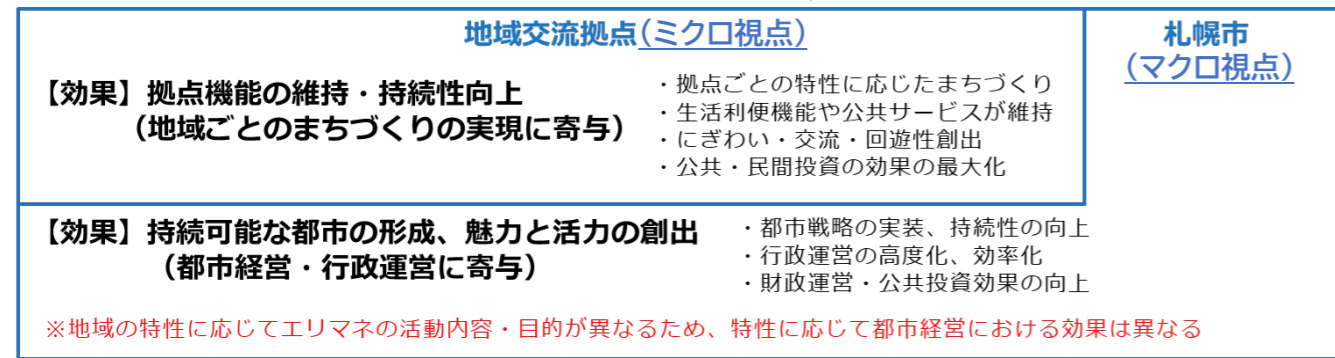 地域交流拠点(ミクロ視点)
札幌市
(マクロ視点)
【効果】拠点機能の維持・持続性向上
(地域ごとのまちづくりの実現に寄与)
・拠点ごとの特性に応じたまちづくり
・生活利便機能や公共サービスが維持
・にぎわい・交流・回遊性創出
・公共・民間投資の効果の最大化
【効果】持続可能な都市の形成、魅力と活力の創出
(都市経営・行政運営に寄与)
・都市戦略の実装、持続性の向上
・行政運営の高度化、効率化
・財政運営・公共投資効果の向上
※地域の特性に応じてエリマネの活動内容・目的が異なるため、特性に応じて都市経営における効果は異なる